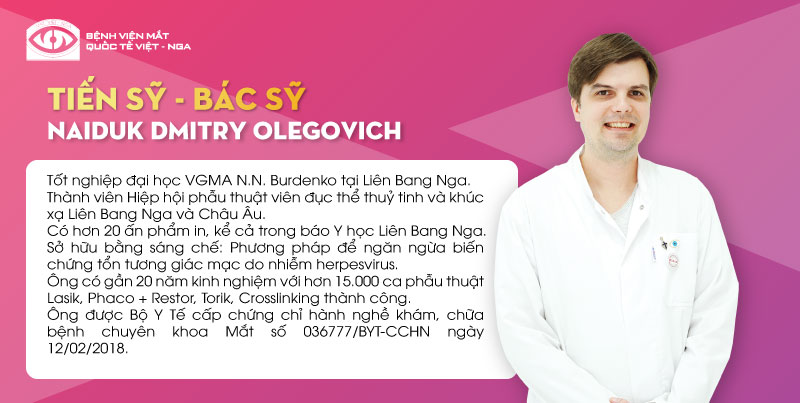 BỆNH VIỆN MẮT
QUỐC TẾ VIỆT - NGA
TIẾN SỸ - BÁC SỸ
NAIDUK DMITRY OLEGOVICH
Tốt nghiệp đại học VGMA N.N. Burdenko tại Liên Bang Nga.
Thành viên Hiệp hội phẫu thuật viên đục thể thuỷ tinh và khúc
xạ Liên Bang Nga và Châu Âu.
Có hơn 20 ấn phẩm in, kể cả trong báo Y học Liên Bang Nga.
Sở hữu bằng sáng chế: Phương pháp để ngăn ngừa biến
chứng tổn tương giác mạc do nhiễm herpesvirus.
Ông có gần 20 năm kinh nghiệm với hơn 15.000 ca phẫu thuật
Lasik, Phaco + Restor, Torik, Crosslinking thành công.
Ông được Bộ Y Tế cấp chứng chỉ hành nghề khám, chữa
bệnh chuyên khoa Mắt số 036777/BYT-CCHN ngày
12/02/2018.